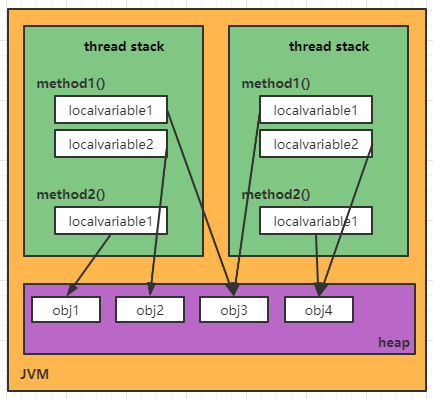 thread stack
method1()
localvariable1
localvariable2
method2()
localvariable1
thread stack
method1()
localvariable1
localvariable2
method2()
localvariable1
obj1
obj2
obj3
obj4
heap
JVM